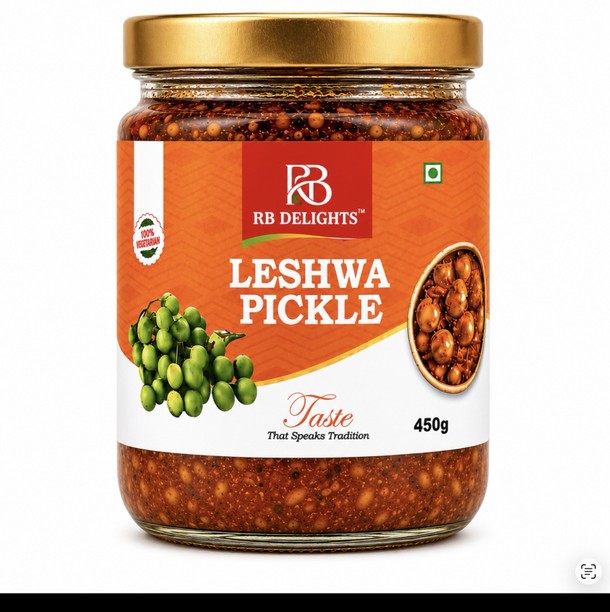 RB
RB DELIGHTS™
100%
VEGETARIAN
LESHWA
PICKLE
Taste
That Speaks Tradition
450g